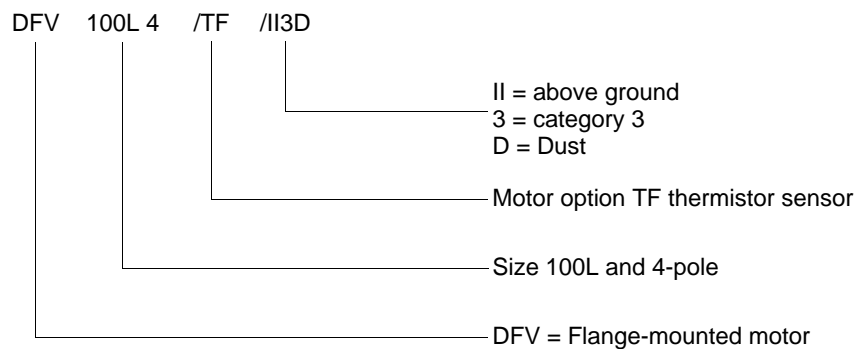 DFV 100L 4 /TF /II3D
II = above ground
3 = category 3
D = Dust
Motor option TF thermistor sensor
Size 100L and 4-pole
DFV = Flange-mounted motor